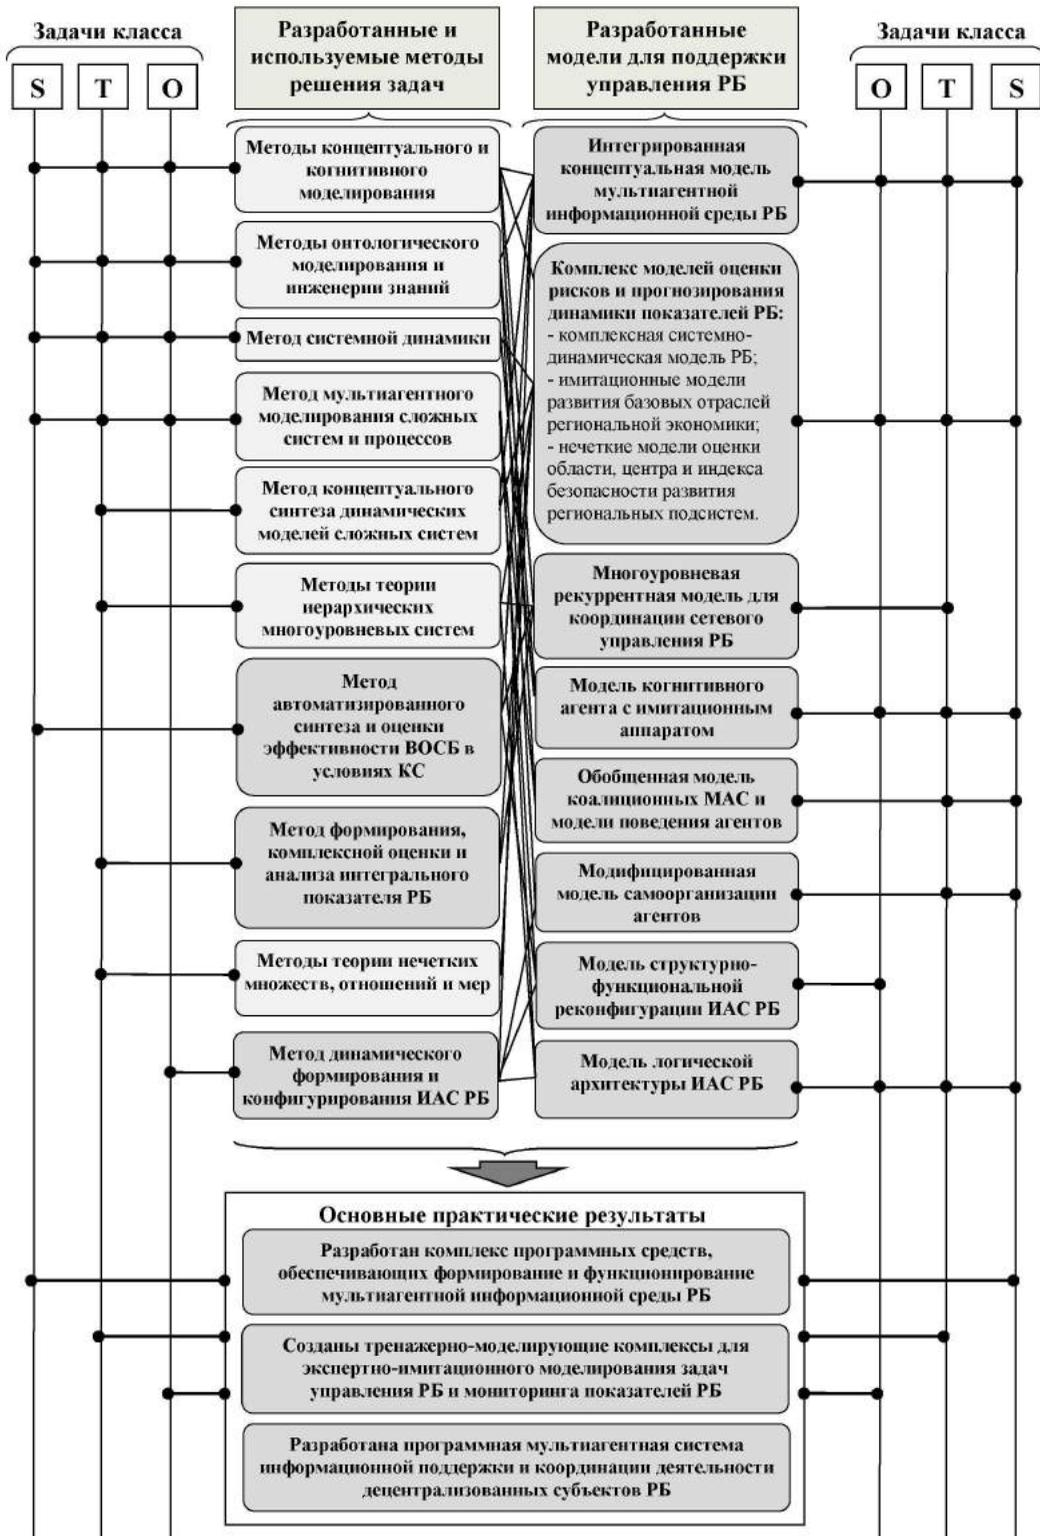 Задачи класса
S T O
Разработанные и
используемые методы
решения задач
Разработанные
модели для поддержки
управления РБ
Задачи класса
O T S
Методы концептуального и
когнитивного
моделирования
Методы онтологического
моделирования и
инженерии знаний
Метод системной динамики
Метод мультиагентного
моделирования сложных
систем и процессов
Метод концептуального
синтеза динамических
моделей сложных систем
Методы теории
иерархических
многоуровневых систем
Метод
автоматизированного
синтеза и оценки
эффективности ВОСБ в
условиях КС
Метод формирования,
комплексной оценки и
анализа интегрального
показателя РБ
Методы теории нечетких
множеств, отношений и мер
Метод динамического
формирования и
конфигурирования ИАС РБ
Интегрированная
концептуальная модель
мультиагентной
информационной среды РБ
Комплекс моделей оценки
рисков и прогнозирования
динамики показателей РБ:
- комплексная системно-
динамическая модель РБ;
- имитационные модели
развития базовых отраслей
региональной экономики;
- нечеткие модели оценки
области, центра и индекса
безопасности развития
региональных подсистем.
Многоуровневая
рекуррентная модель для
координации сетевого
управления РБ
Модель когнитивного
агента с имитационным
аппаратом
Обобщенная модель
коалиционных МАС и
модели поведения агентов
Модифицированная
модель самоорганизации
агентов
Модель структурно-
функциональной
реконфигурации ИАС РБ
Модель логической
архитектуры ИАС РБ
Основные практические результаты
Разработан комплекс программных средств,
обеспечивающих формирование и функционирование
мультиагентной информационной среды РБ
Созданы тренажерно-моделирующие комплексы для
экспертно-имитационного моделирования задач
управления РБ и мониторинга показателей РБ
Разработана программная мультиагентная система
информационной поддержки и координации деятельности
децентрализованных субъектов РБ